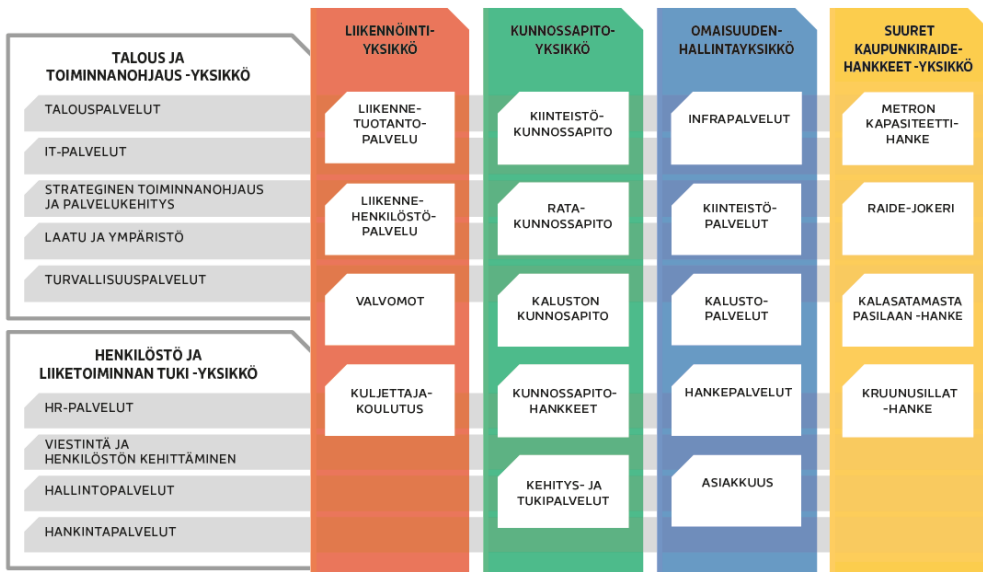 TALOUS JA
TOIMINNANOHJAUS -YKSIKKÖ
TALOUSPALVELUT
IT-PALVELUT
STRATEGINEN TOIMINNANOHJAUS
JA PALVELUKEHITYS
LAATU JA YMPÄRISTÖ
TURVALLISUUSPALVELUT
HENKILÖSTÖ JA
LIIKETOIMINNAN TUKI -YKSIKKÖ
HR-PALVELUT
VIESTINTÄ JA
HENKILÖSTÖN KEHITTÄMINEN
HALLINTOPALVELUT
HANKINTAPALVELUT
LIIKENNÖINTI-
YKSIKKÖ
LIIKENNE-
TUOTANTO-
PALVELU
LIIKENNE-
HENKILÖSTÖ-
PALVELU
VALVOMOT
KULJETTAJA-
KOULUTUS
KUNNOSSAPITO-
YKSIKKÖ
KIINTEISTÖ-
KUNNOSSAPITO
RATA-
KUNNOSSAPITO
KALUSTON
KUNNOSAPITO
KUNNOSSAPITO-
HANKKEET
KEHITYS- JA
TUKIPALVELUT
OMAISUUDEN-
HALLINTAYKSIKKÖ
INFRAPALVELUT
KIINTEISTÖ-
PALVELUT
KALUSTO-
PALVELUT
HANKEPALVELUT
ASIAKKUUS
SUURET
KAUPUNKIRAIDE-
HANKKEET -YKSIKKÖ
METRON
KAPASITEETTI-
HANKE
RAIDE-JOKERI
KALASATAMASTA
PASILAAN -HANKE
KRUUNUSILLAT
-HANKE